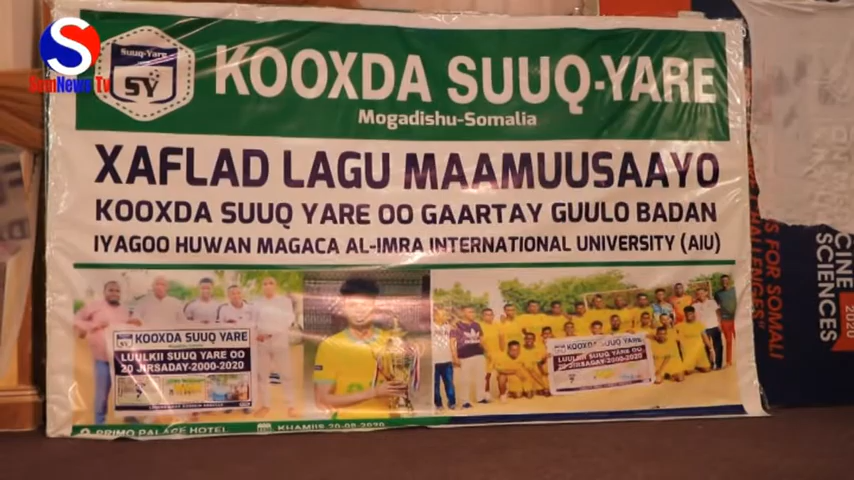 S
SomNews Tv
Suuq-Yare
SY
KOOXDA SUUQ-YARE
Mogadishu-Somalia
XAFLAD LAGU MAAMUUSAAYO
KOOXDA SUUQ YARE OO GAARTAY GUULO BADAN
IYAGOO HUWAN MAGACA AL-IMRA INTERNATIONAL UNIVERSITY (AIU)
KOOXDA SUUQ YARE
LUULKII SUUQ YARE OO
20 JIRSADAY-2000-2020
KOOXDA SUUQ YARE
LUULKII SUUQ YARE OO
20 JIRSADAY-2000-2020
PRIMO PALACE HOTEL
KHAMIIS 20-08-2020
FOR SOMALI
CHALLENGES"
CINE
SCIENCES
2020